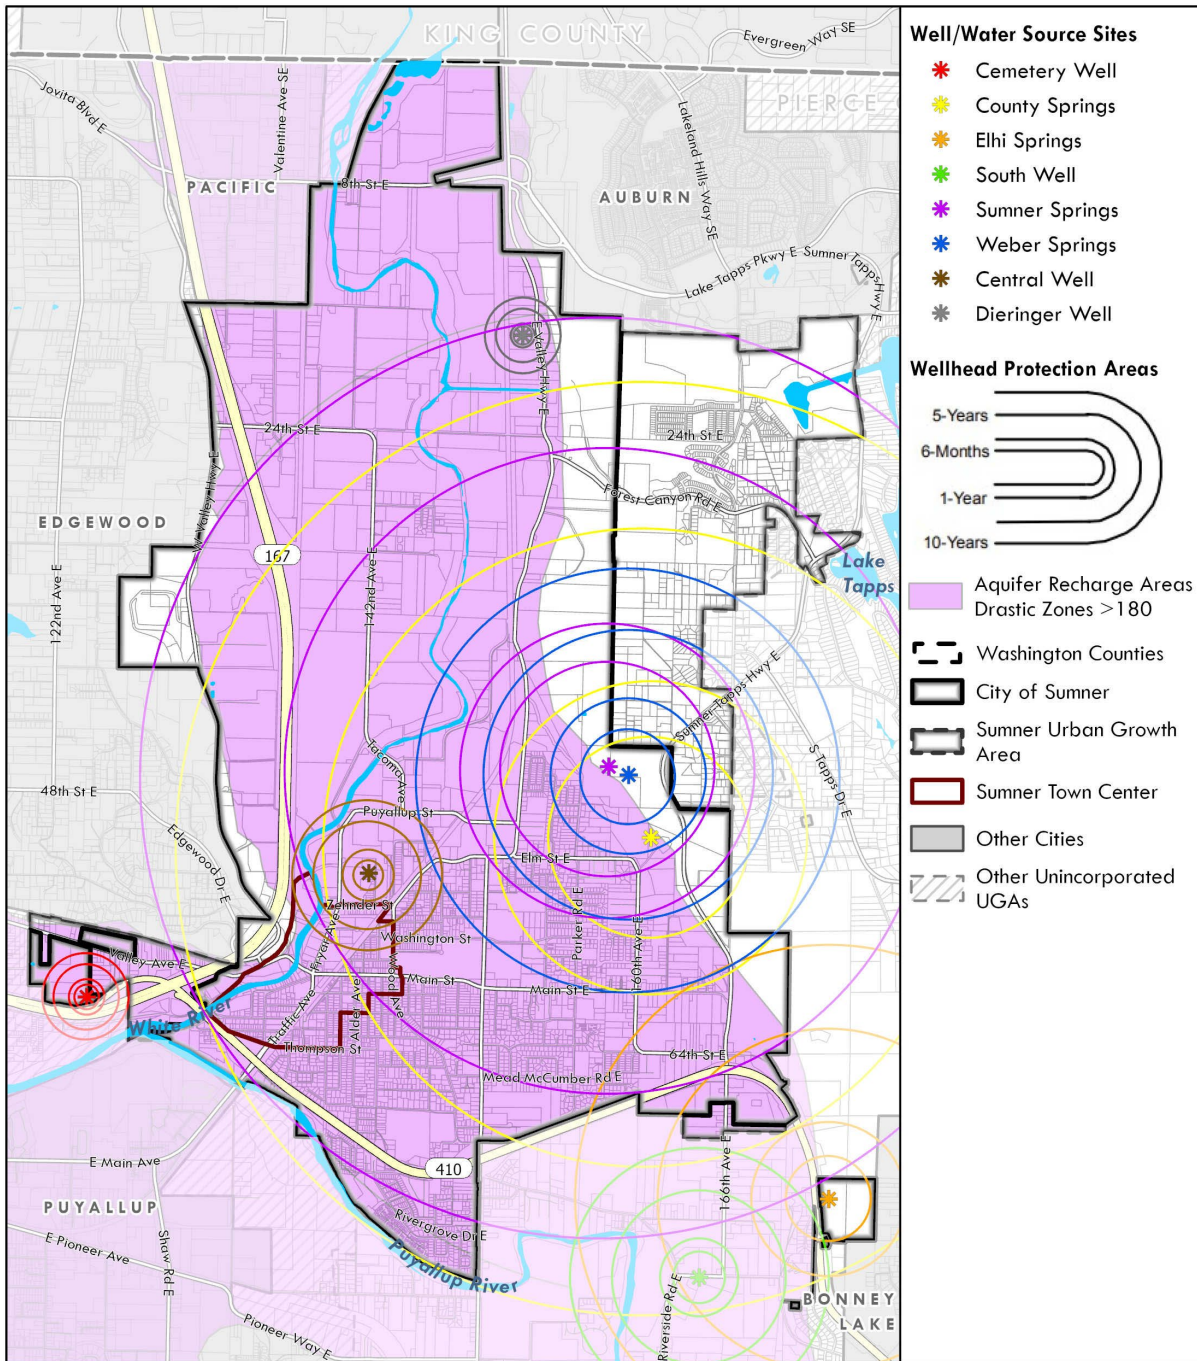 KING COUNTY
Evergreen Way SE
Jovita Blvd E
Valentine Ave SE
Lakeland Hills Way SE
PIERCE
PACIFIC
8th St E
AUBURN
Lake Tapps Pkwy E
Sumner Tapps Hwy E
E Valley Hwy E
24th St E
24th St E
W Valley Hwy E
Forest Canyon Rd E
EDGEWOOD
122nd Ave E
167
142nd Ave E
Lake
Tapps
Sumner Tapps Hwy E
S Tapps Dr E
Tacoma Ave
48th St E
Puyallup St
Edgewood Dr E
Elm St E
Zehnder St
Parker Rd E
160th Ave E
Fryar Ave
Washington St
Wood Ave
Valley Ave E
Main St
Main St E
White River
Traffic Ave
Alder Ave
Thompson St
64th St E
Mead McCumber Rd E
E Main Ave
410
166th Ave E
PUYALLUP
Shaw Rd E
Rivergrove Dr E
E Pioneer Ave
Puyallup River
Riverside Rd E
BONNEY
LAKE
Pioneer Way E
Well/Water Source Sites
Cemetery Well
County Springs
Elhi Springs
South Well
Sumner Springs
Weber Springs
Central Well
Dieringer Well
Wellhead Protection Areas
5-Years
6-Months
1-Year
10-Years
Aquifer Recharge Areas
Drastic Zones >180
Washington Counties
City of Sumner
Sumner Urban Growth
Area
Sumner Town Center
Other Cities
Other Unincorporated
UGAs